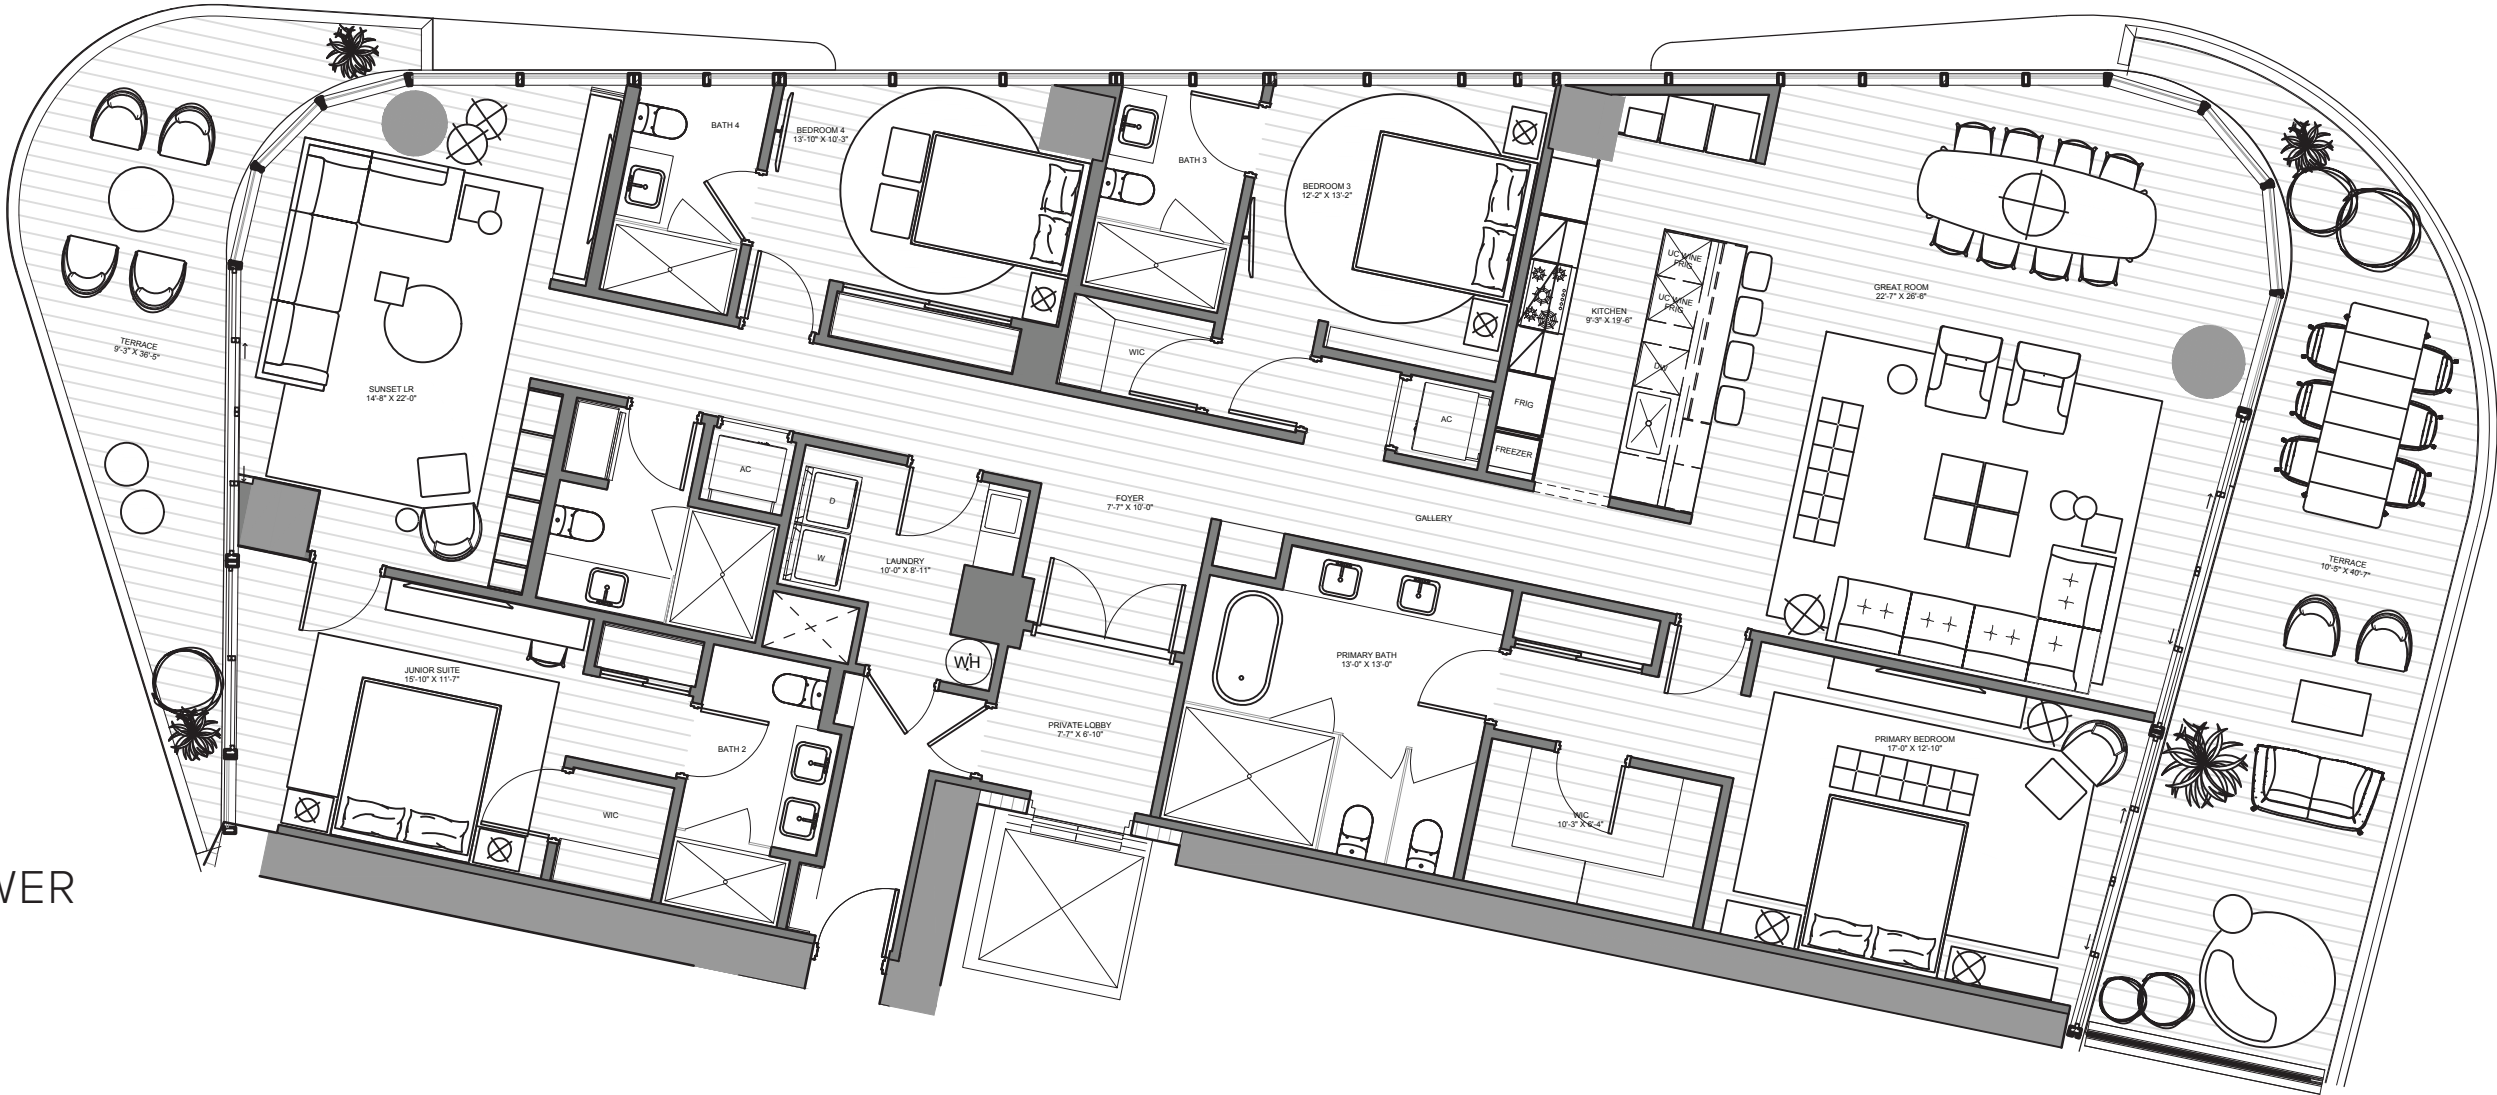 BATH 4
BEDROOM 4
13'-10" X 10'-3"
BATH 3
BEDROOM 3
12'-2" X 13'-2"
UC WINE
FRIG
UC WINE
FRIG
KITCHEN
9'-3" X 19'-6"
GREAT ROOM
22'-7" X 26'-6"
TERRACE
9'-3" X 36'-5"
SUNSET LR
14'-8" X 22'-0"
WIC
DW
FRIG
AC
FREEZER
AC
D
W
FOYER
7'-7" X 10'-0"
GALLERY
LAUNDRY
10'-0" X 8'-11"
TERRACE
10'-5" X 40'-7"
WH
PRIMARY BATH
13'-0" X 13'-0"
JUNIOR SUITE
15'-10" X 11'-7"
BATH 2
PRIVATE LOBBY
7'-7" X 6'-10"
PRIMARY BEDROOM
17'-0" X 12'-10"
WIC
WIC
10'-3" X 6'-4"
WER